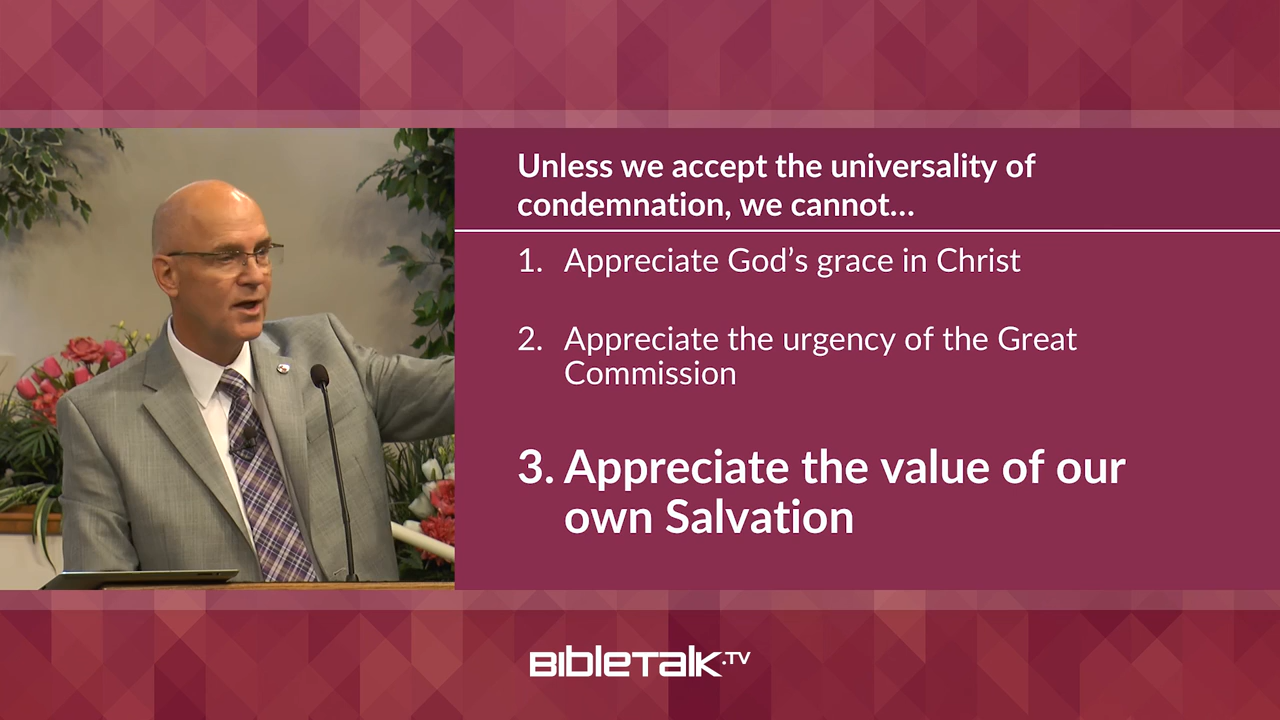 Unless we accept the universality of
condemnation, we cannot...
1. Appreciate God's grace in Christ
2. Appreciate the urgency of the Great
Commission
3. Appreciate the value of our
own Salvation
BIBLETALK.TV